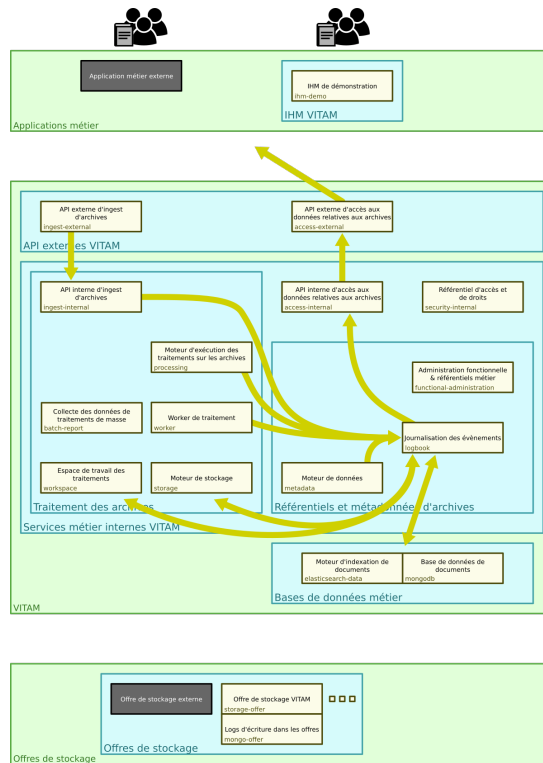 Application métier externe
IHM de démonstration
ihm-demo
IHM VITAM
Applications métier
API externe d'ingest
d'archives
ingest-external
API externe d'accès aux
données relatives aux archives
access-external
API externes VITAM
API interne d'ingest
d'archives
ingest-internal
API interne d'accès aux
données relatives aux archives
access-internal
Référentiel d'accès et
de droits
security-internal
Moteur d'exécution des
traitements sur les archives
processing
Administration fonctionnelle
& référentiels métier
functional-administration
Collecte des données de
traitements de masse
batch-report
Worker de traitement
worker
Journalisation des évènements
logbook
Espace de travail des
traitements
workspace
Moteur de stockage
storage
Moteur de données
metadata
Traitement des archives
Référentiels et métadonnées d'archives
Services métier internes VITAM
Moteur d'indexation de
documents
elasticsearch-data
Base de données de
documents
mongodb
Bases de données métier
VITAM
Offre de stockage externe
Offre de stockage VITAM
storage-offer
Logs d'écriture dans les offres
mongo-offer
Offres de stockage
Offres de stockage